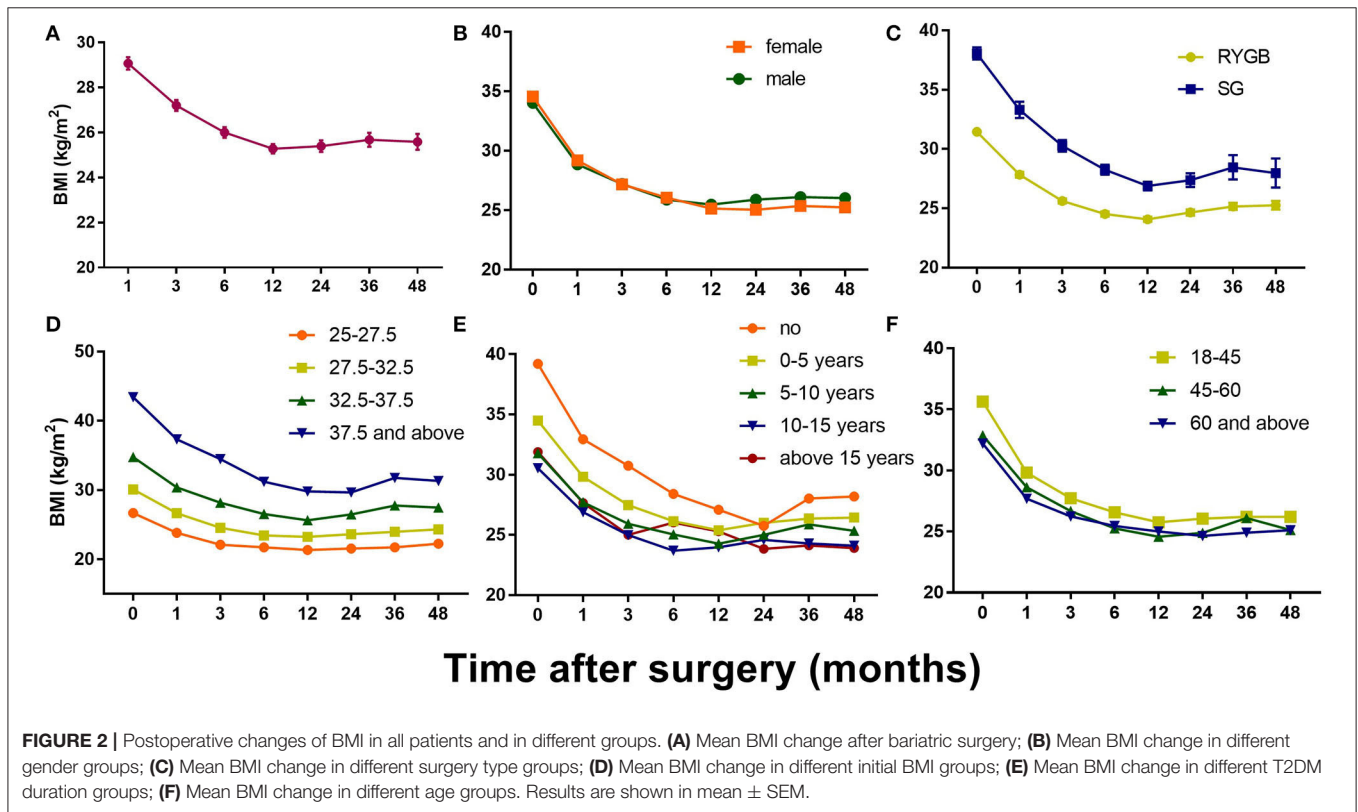 A
BMI (kg/m²)
30
28
26
24
22
20
1 3 6 12 24 36 48
B
female
male
40
35
30
25
20
0 1 3 6 12 24 36 48
C
RYGB
SG
40
35
30
25
20
0 1 3 6 12 24 36 48
D
25-27.5
27.5-32.5
32.5-37.5
37.5 and above
BMI (kg/m²)
50
40
30
20
0 1 3 6 12 24 36 48
E
no
0-5 years
5-10 years
10-15 years
above 15 years
40
35
30
25
20
0 1 3 6 12 24 36 48
F
18-45
45-60
60 and above
40
35
30
25
20
0 1 3 6 12 24 36 48
Time after surgery (months)
FIGURE 2 | Postoperative changes of BMI in all patients and in different groups. (A) Mean BMI change after bariatric surgery; (B) Mean BMI change in different
gender groups; (C) Mean BMI change in different surgery type groups; (D) Mean BMI change in different initial BMI groups; (E) Mean BMI change in different T2DM
duration groups; (F) Mean BMI change in different age groups. Results are shown in mean ± SEM.